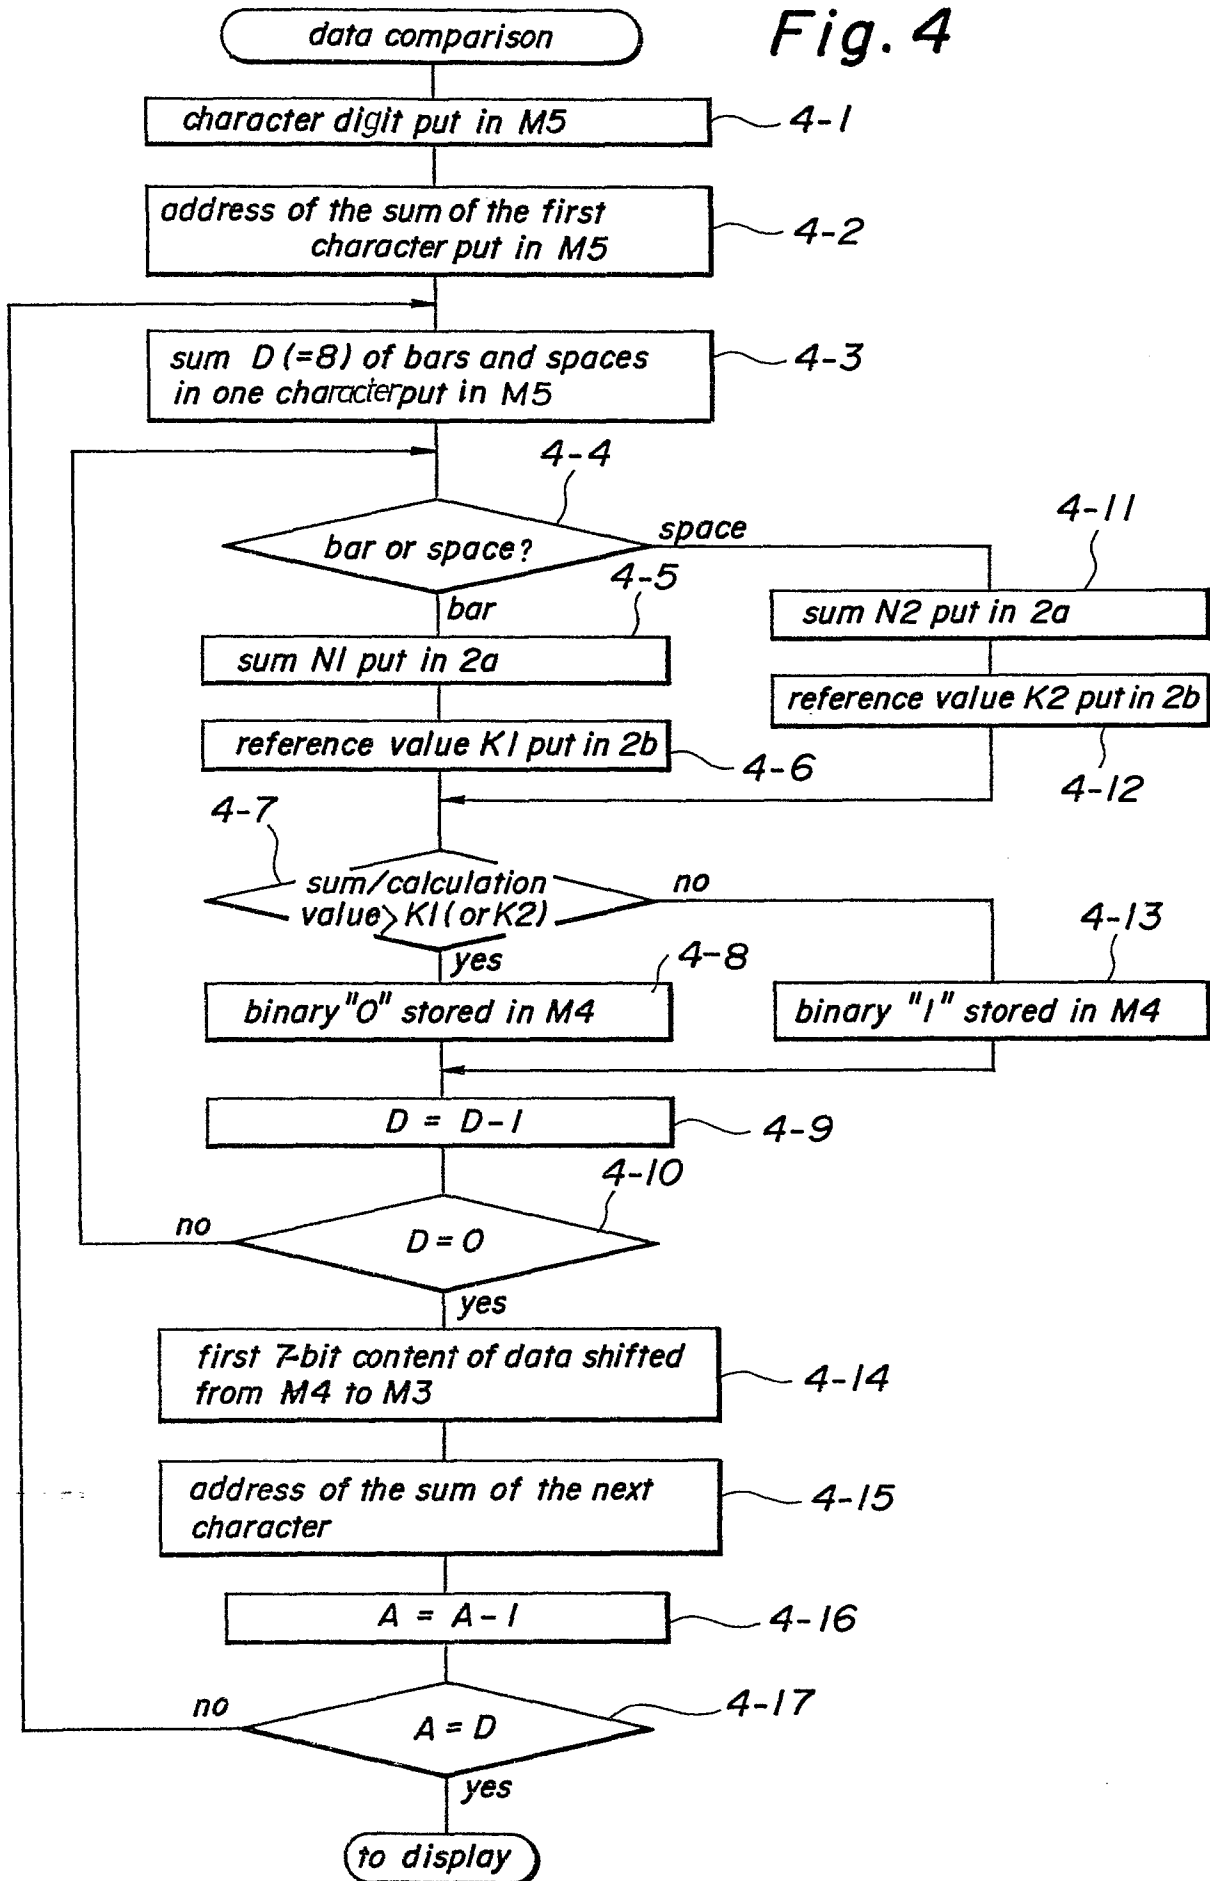 Fig. 4
data comparison
character digit put in M5
4-1
address of the sum of the first
character put in M5
4-2
sum D (=8) of bars and spaces
in one character put in M5
4-3
4-4
bar or space?
space
bar
4-11
sum N2 put in 2a
4-5
sum N1 put in 2a
reference value K2 put in 2b
4-12
reference value K1 put in 2b
4-6
4-7
sum/calculation
value > K1 (or K2)
no
yes
4-13
binary "1" stored in M4
4-8
binary "0" stored in M4
D = D-1
4-9
4-10
D = 0
no
yes
first 7-bit content of data shifted
from M4 to M3
4-14
address of the sum of the next
character
4-15
A = A-1
4-16
4-17
A = D
no
yes
to display